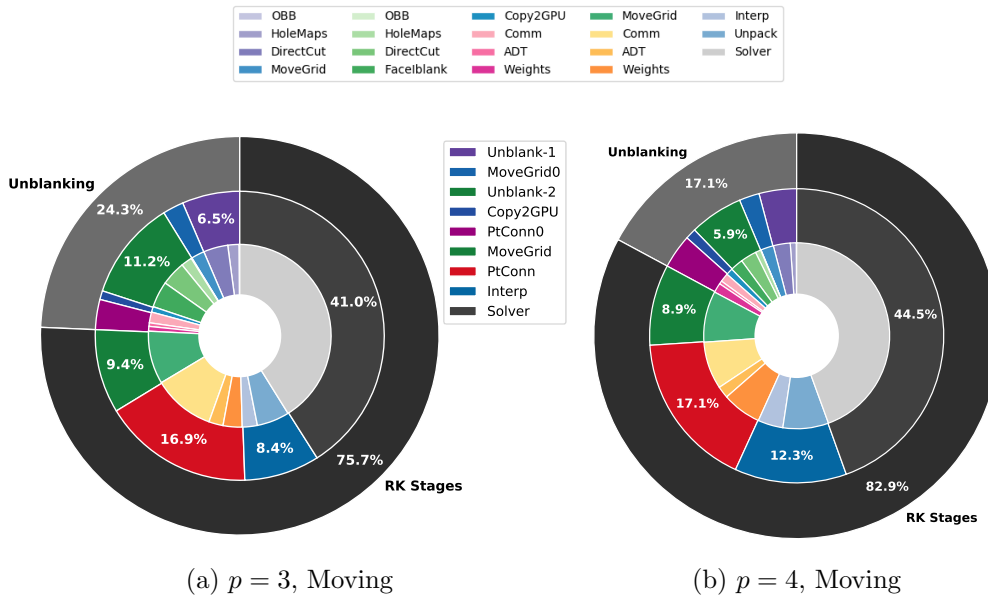 OBB OBB Copy2GPU MoveGrid Interp
HoleMaps HoleMaps Comm Comm Unpack
DirectCut DirectCut ADT ADT Solver
MoveGrid FaceIblank Weights Weights
Unblank-1
MoveGrid0
Unblank-2
Copy2GPU
PtConn0
MoveGrid
PtConn
Interp
Solver
Unblanking
24.3%
6.5%
11.2%
41.0%
9.4%
16.9%
8.4%
75.7%
RK Stages
(a) p = 3, Moving
Unblanking
17.1%
5.9%
44.5%
8.9%
17.1%
12.3%
82.9%
RK Stages
(b) p = 4, Moving